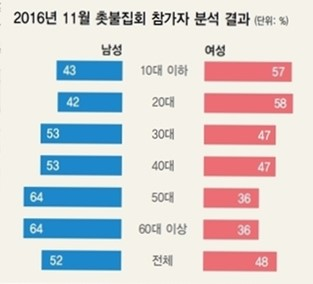 2016년 11월 촛불집회 참가자 분석 결과 (단위: %)
남성 여성
43 10대 이하 57
42 20대 58
53 30대 47
53 40대 47
64 50대 36
64 60대 이상 36
52 전체 48